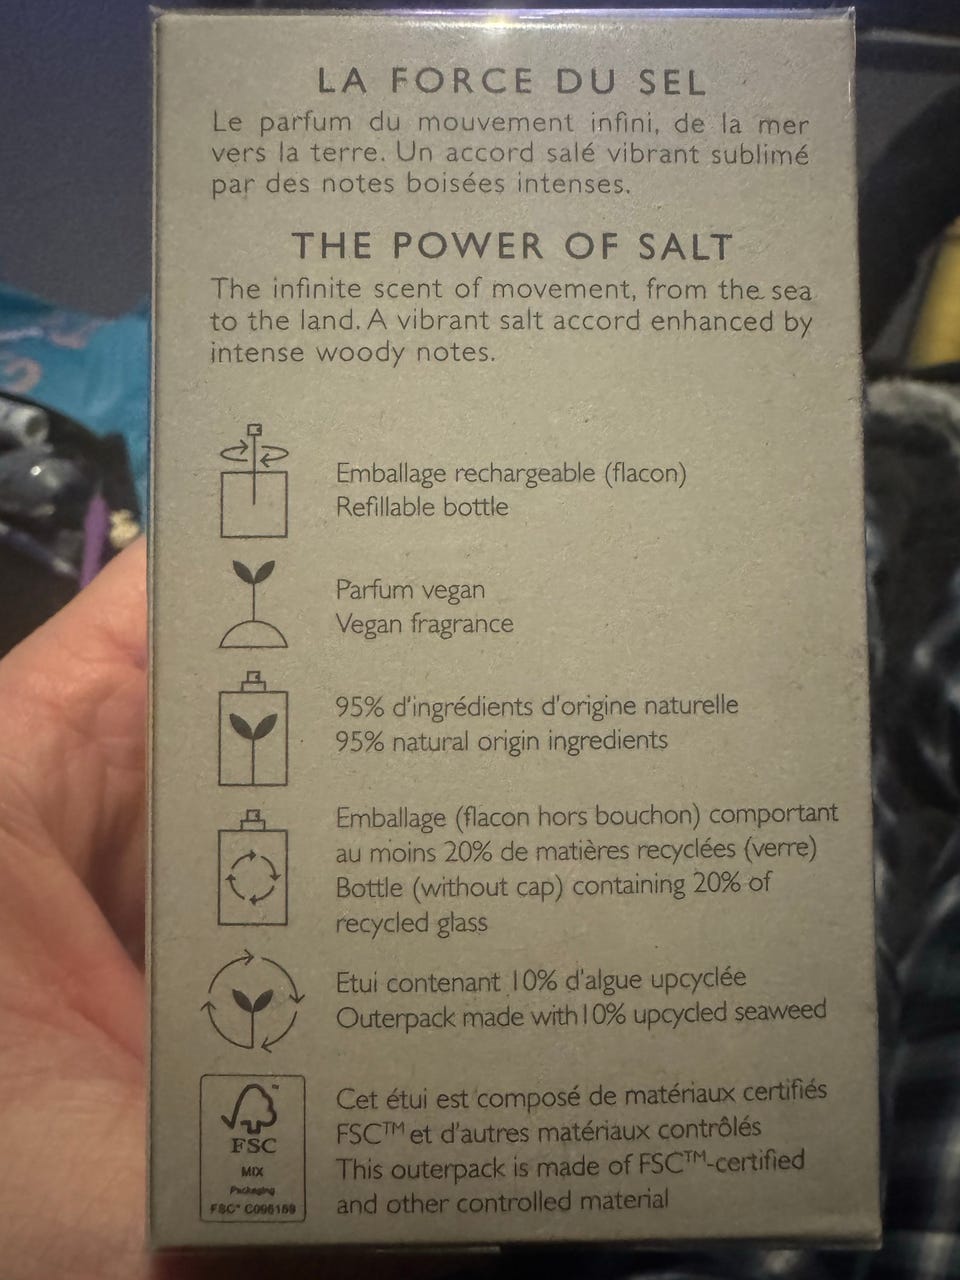 LA FORCE DU SEL
Le parfum du mouvement infini, de la mer
vers la terre. Un accord salé vibrant sublimé
par des notes boisées intenses.
THE POWER OF SALT
The infinite scent of movement, from the sea
to the land. A vibrant salt accord enhanced by
intense woody notes.
Emballage rechargeable (flacon)
Refillable bottle
Parfum vegan
Vegan fragrance
95% d'ingrédients d'origine naturelle
95% natural origin ingredients
Emballage (flacon hors bouchon) comportant
au moins 20% de matières recyclées (verre)
Bottle (without cap) containing 20% of
recycled glass
Etui contenant 10% d'algue upcyclée
Outerpack made with 10% upcycled seaweed
Cet étui est composé de matériaux certifiés
FSC™ et d'autres matériaux contrôlés
This outerpack is made of FSC™-certified
and other controlled material
™
FSC
MIX
Packaging
FSC® C096169